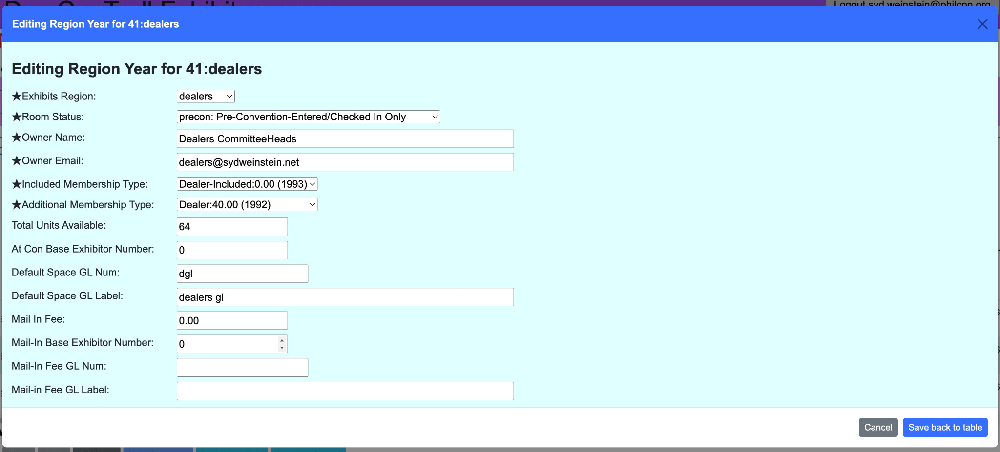 Logout syd.weinstein@philcon.org
Editing Region Year for 41:dealers
Editing Region Year for 41:dealers
★Exhibits Region: dealers
★Room Status: precon: Pre-Convention-Entered/Checked In Only
★Owner Name: Dealers CommitteeHeads
★Owner Email: dealers@sydweinstein.net
★Included Membership Type: Dealer-Included:0.00 (1993)
★Additional Membership Type: Dealer:40.00 (1992)
Total Units Available: 64
At Con Base Exhibitor Number: 0
Default Space GL Num: dgl
Default Space GL Label: dealers gl
Mail In Fee: 0.00
Mail-In Base Exhibitor Number: 0
Mail-In Fee GL Num:
Mail-in Fee GL Label:
Cancel Save back to table